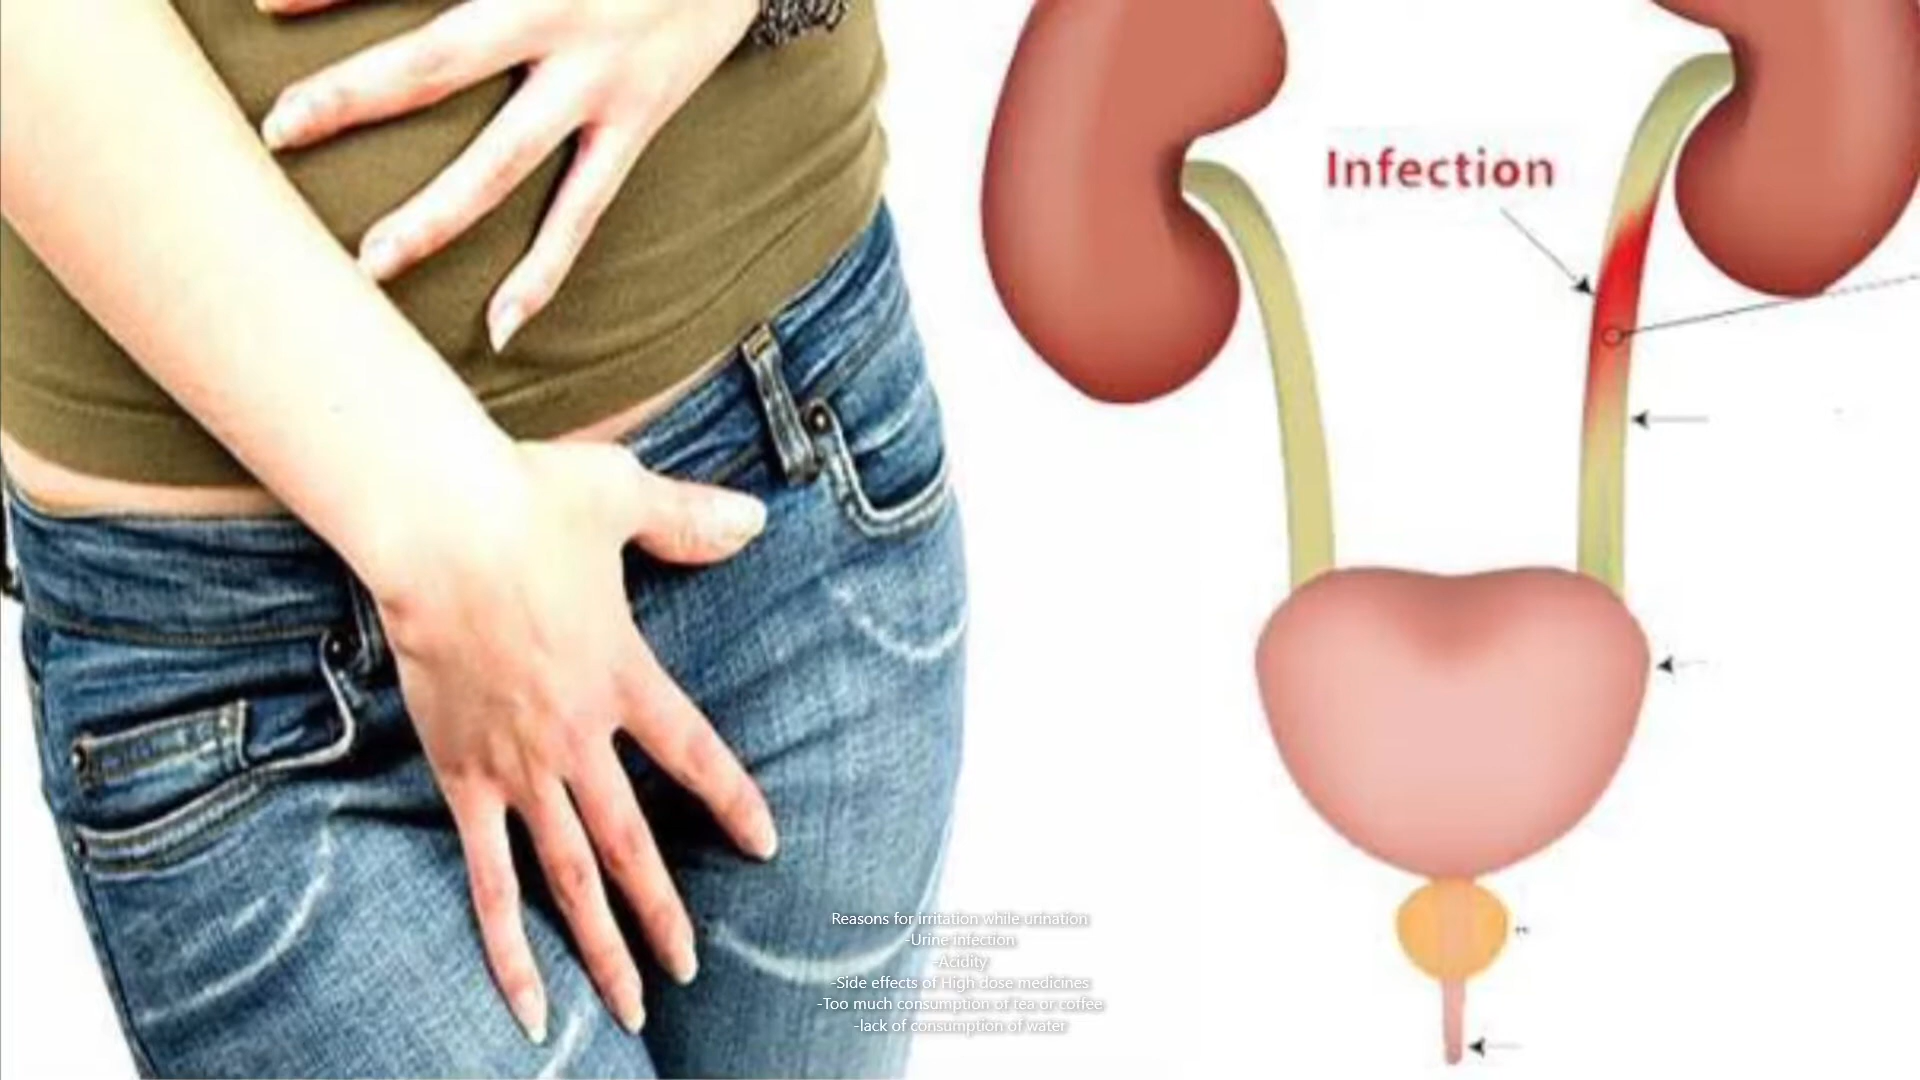 Infection
Reasons for irritation while urination
-Urine infection
-Acidity
-Side effects of High dose medicines
-Too much consumption of tea or coffee
-lack of consumption of water